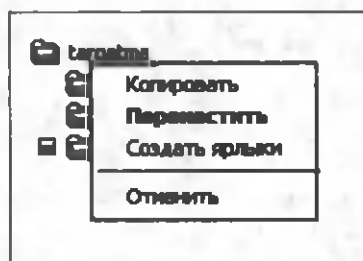 Копировать
Переместить
Создать ярлыки
Отменить